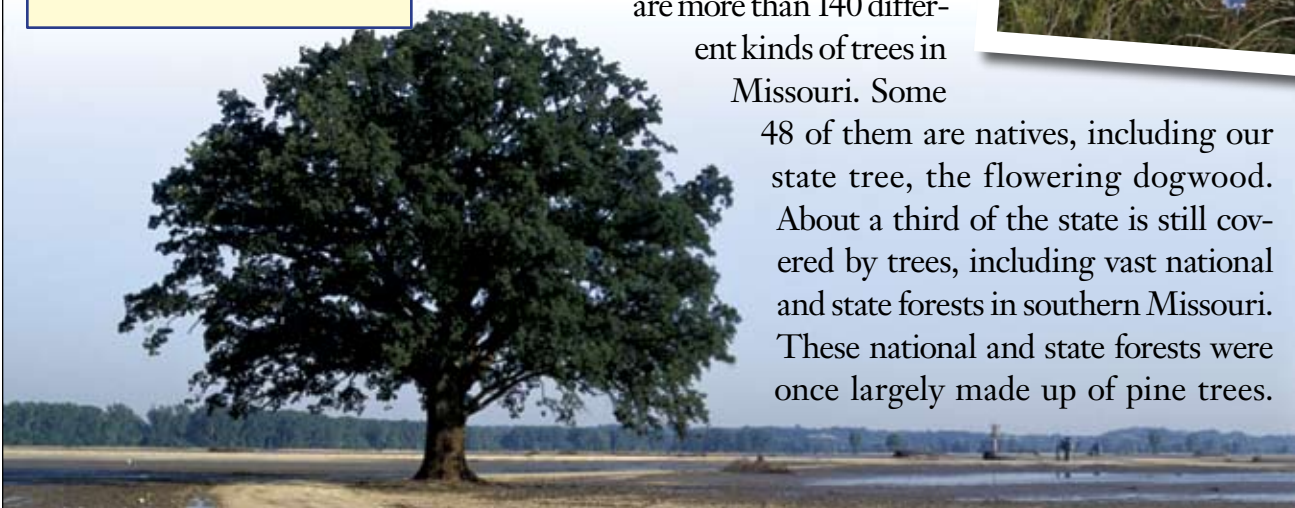 are more than 140 differ-
ent kinds of trees in
Missouri. Some
48 of them are natives, including our
state tree, the flowering dogwood.
About a third of the state is still cov-
ered by trees, including vast national
and state forests in southern Missouri.
These national and state forests were
once largely made up of pine trees.